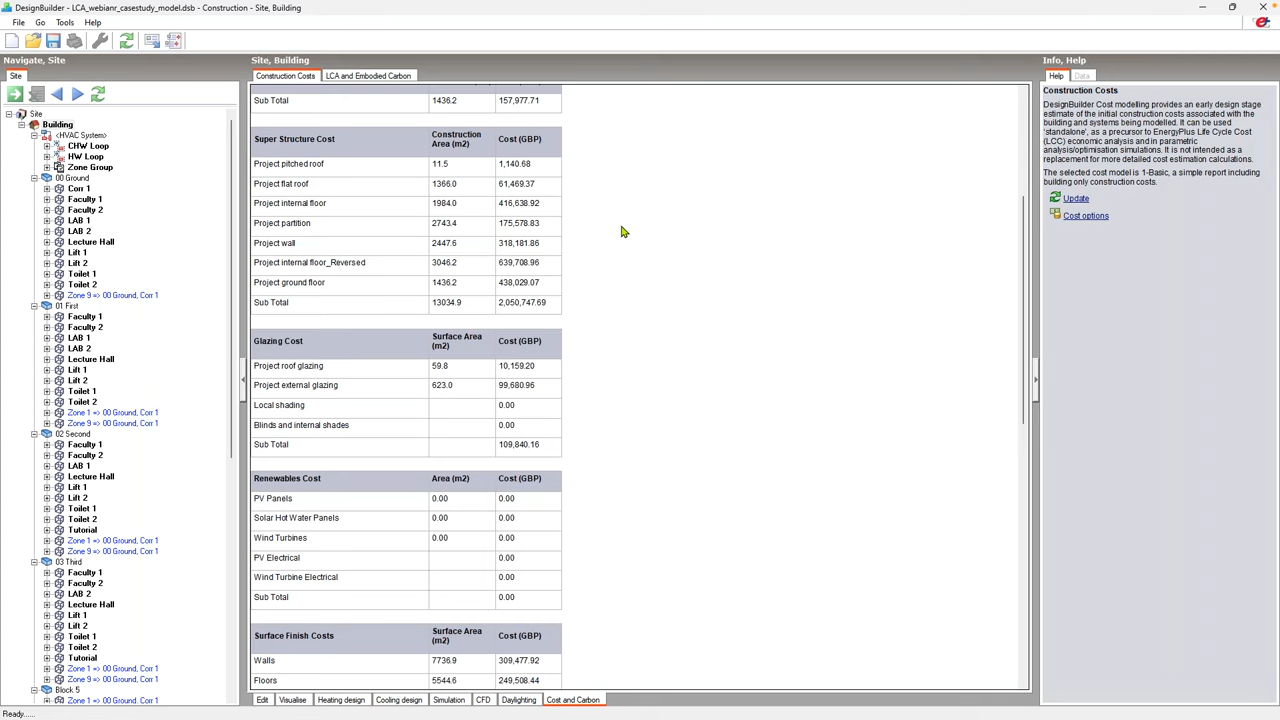 DesignBuilder - LCA_webianr_casestudy_model.dsb - Construction - Site, Building
File Go Tools Help
Navigate, Site
Site
Site
Building
<HVAC System>
CHW Loop
HW Loop
Zone Group
00 Ground
Corr 1
Faculty 1
Faculty 2
LAB 1
LAB 2
Lecture Hall
Lift 1
Lift 2
Toilet 1
Toilet 2
Zone 9 => 00 Ground, Corr 1
01 First
Faculty 1
Faculty 2
LAB 1
LAB 2
Lecture Hall
Lift 1
Lift 2
Toilet 1
Toilet 2
Zone 1 => 00 Ground, Corr 1
Zone 9 => 00 Ground, Corr 1
02 Second
Faculty 1
Faculty 2
LAB 1
Lecture Hall
Lift 1
Lift 2
Toilet 1
Toilet 2
Tutorial
Zone 1 => 00 Ground, Corr 1
Zone 9 => 00 Ground, Corr 1
03 Third
Faculty 1
Faculty 2
LAB 2
Lecture Hall
Lift 1
Lift 2
Toilet 1
Toilet 2
Tutorial
Zone 1 => 00 Ground, Corr 1
Zone 9 => 00 Ground, Corr 1
Block 5
Zone 1 => 00 Ground, Corr 1
Site, Building
Construction Costs LCA and Embodied Carbon
Sub Total 1436.2 157,977.71
Super Structure Cost Construction Area (m2) Cost (GBP)
Project pitched roof 11.5 1,140.68
Project flat roof 1366.0 61,469.37
Project internal floor 1984.0 416,638.92
Project partition 2743.4 175,578.83
Project wall 2447.6 318,181.86
Project internal floor_Reversed 3046.2 639,708.96
Project ground floor 1436.2 438,029.07
Sub Total 13034.9 2,050,747.69
Glazing Cost Surface Area (m2) Cost (GBP)
Project roof glazing 59.8 10,159.20
Project external glazing 623.0 99,680.96
Local shading 0.00
Blinds and internal shades 0.00
Sub Total 109,840.16
Renewables Cost Area (m2) Cost (GBP)
PV Panels 0.00 0.00
Solar Hot Water Panels 0.00 0.00
Wind Turbines 0.00 0.00
PV Electrical 0.00
Wind Turbine Electrical 0.00
Sub Total 0.00
Surface Finish Costs Surface Area (m2) Cost (GBP)
Walls 7736.9 309,477.92
Floors 5544.6 249,508.44
Edit Visualise Heating design Cooling design Simulation CFD Daylighting Cost and Carbon
Info, Help
Help Data
Construction Costs
DesignBuilder Cost modelling provides an early design stage
estimate of the initial construction costs associated with the
building and systems being modelled. It can be used
'standalone', as a precursor to EnergyPlus Life Cycle Cost
(LCC) economic analysis and in parametric
analysis/optimisation simulations. It is not intended as a
replacement for more detailed cost estimation calculations.
The selected cost model is 1-Basic, a simple report including
building only construction costs.
Update
Cost options
Ready.....